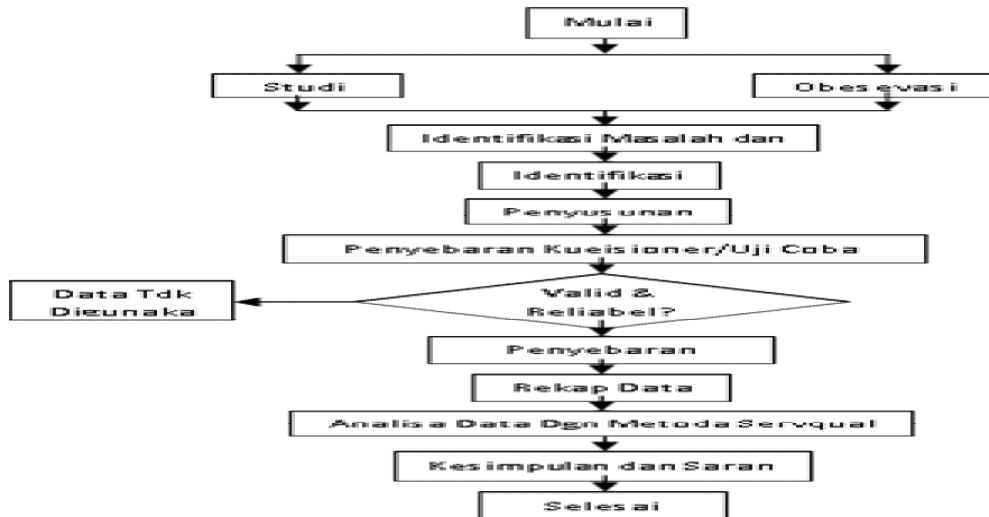 Mulai
Studi
Obesevasi
Identifikasi Masalah dan
Identifikasi
Penyusunan
Penyebaran Kueisioner/Uji Coba
Valid &
Reliabel?
Data Tdk
Digunaka
Penyebaran
Rekap Data
Analisa Data Dgn Metoda Servqual
Kesimpulan dan Saran
Selesai